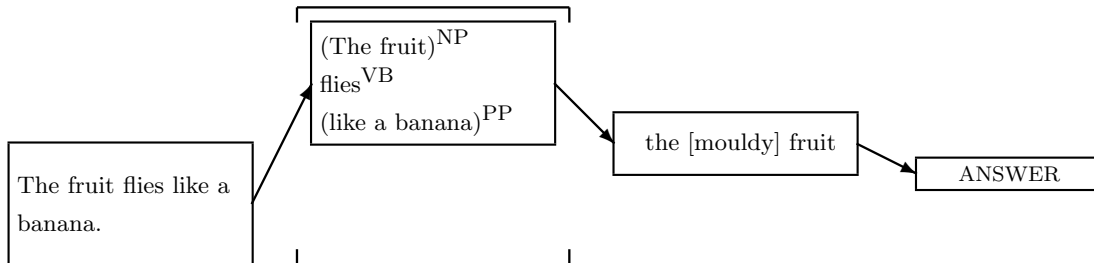 The fruit flies like a
banana.
(The fruit)NP
fliesVB
(like a banana)PP
the [mouldy] fruit
ANSWER